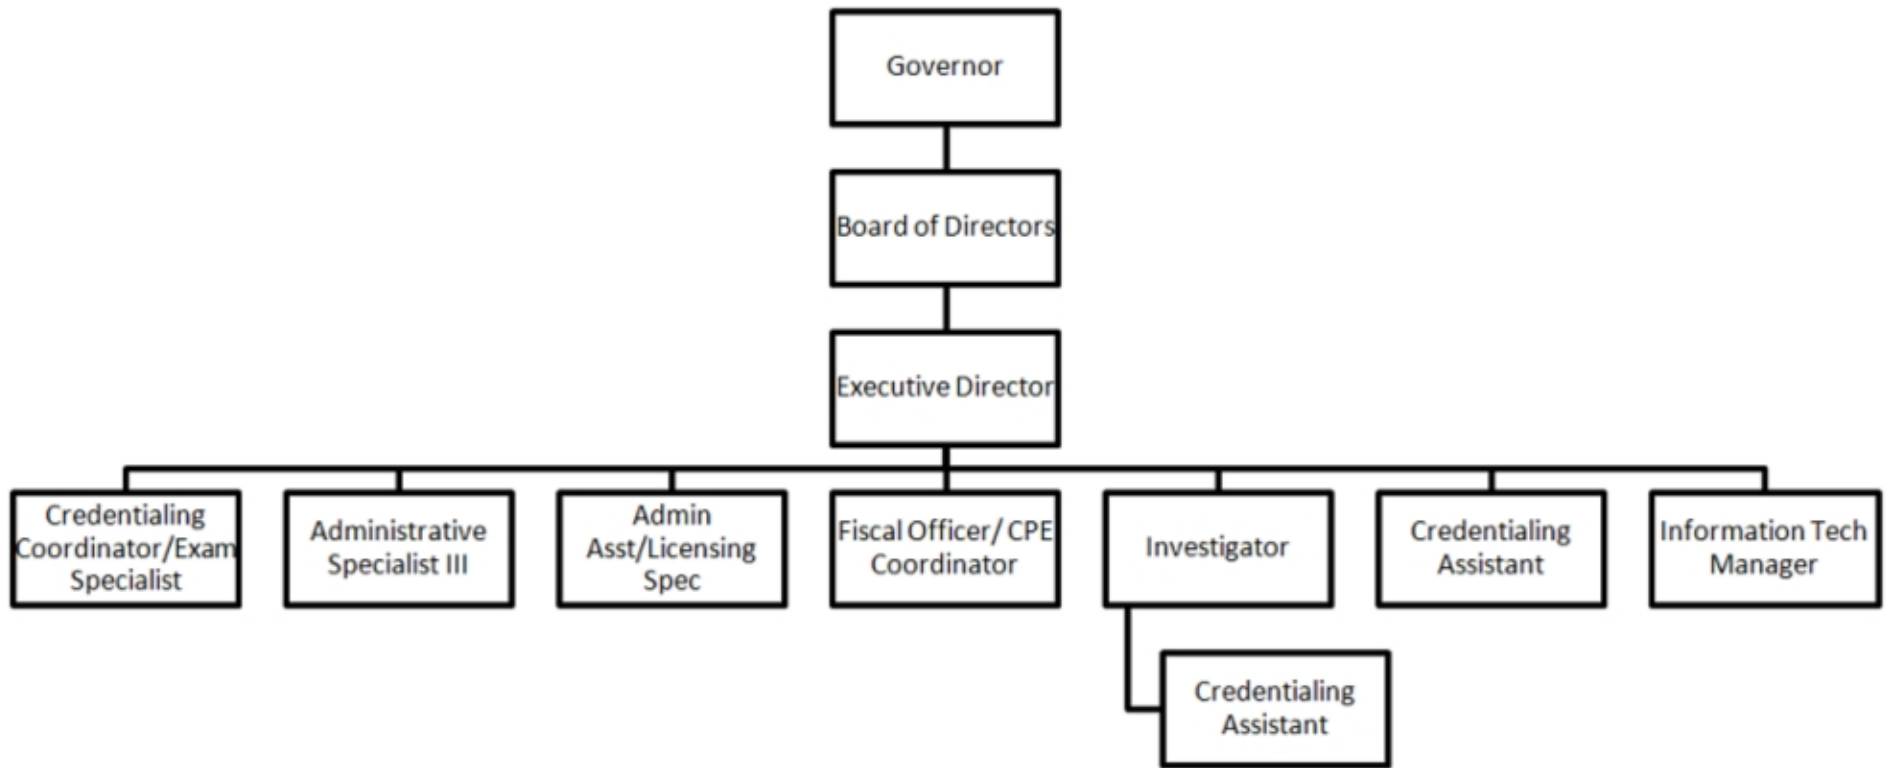 Governor
Board of Directors
Executive Director
Credentialing
Coordinator/Exam
Specialist
Administrative
Specialist III
Admin
Asst/Licensing
Spec
Fiscal Officer/ CPE
Coordinator
Investigator
Credentialing
Assistant
Information Tech
Manager
Credentialing
Assistant